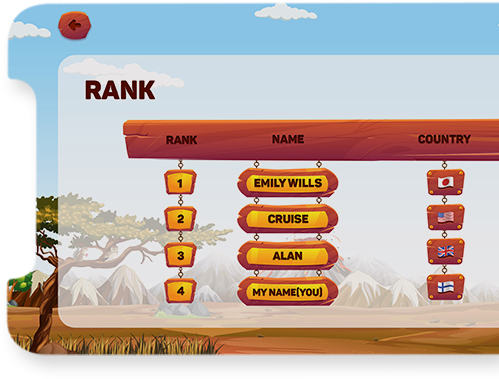 RANK
RANK NAME COUNTRY
1 EMILY WILLS
2 CRUISE
3 ALAN
4 MY NAME(YOU)